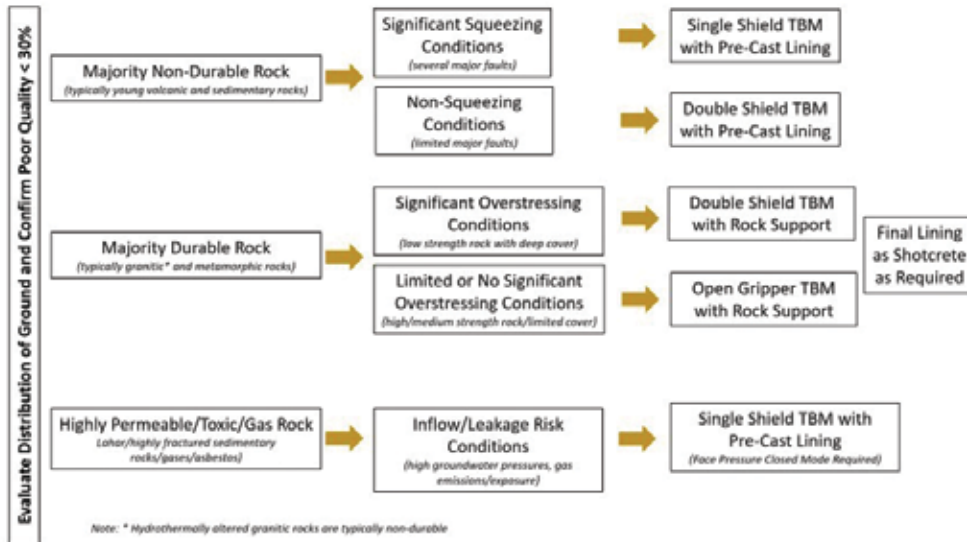 Evaluate Distribution of Ground and Confirm Poor Quality < 30%
Majority Non-Durable Rock
(typically young volcanic and sedimentary rocks)
Significant Squeezing
Conditions
(several major faults)
Single Shield TBM
with Pre-Cast Lining
Non-Squeezing
Conditions
(limited major faults)
Double Shield TBM
with Pre-Cast Lining
Majority Durable Rock
(typically granitic* and metamorphic rocks)
Significant Overstressing
Conditions
(low strength rock with deep cover)
Double Shield TBM
with Rock Support
Limited or No Significant
Overstressing Conditions
(high/medium strength rock/limited cover)
Open Gripper TBM
with Rock Support
Final Lining
as Shotcrete
as Required
Highly Permeable/Toxic/Gas Rock
Lahar/highly fractured sedimentary
rocks/gases/asbestos)
Inflow/Leakage Risk
Conditions
(high groundwater pressures, gas
emissions/exposure)
Single Shield TBM with
Pre-Cast Lining
(Face Pressure Closed Mode Required)
Note: * Hydrothermally altered granitic rocks are typically non-durable